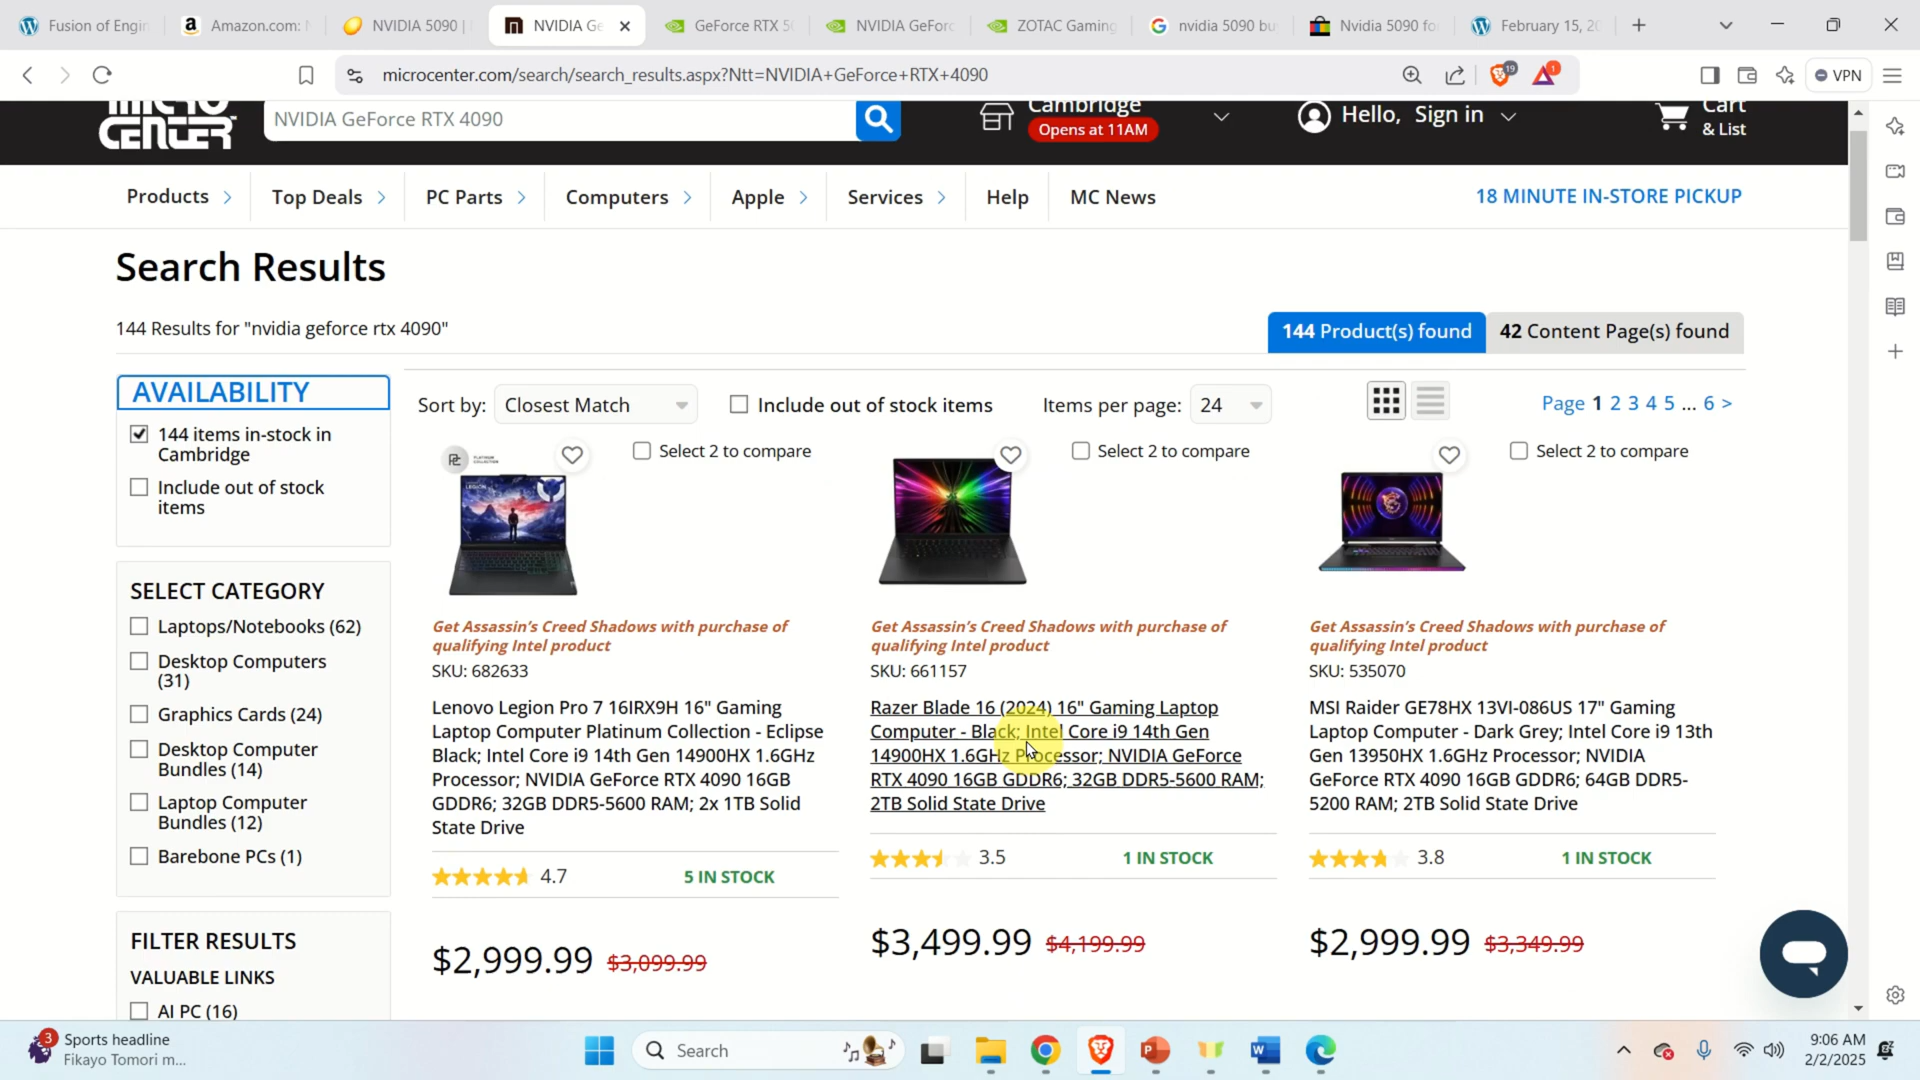 Fusion of Engin
Amazon.com: N
NVIDIA 5090 |
NVIDIA Ge
GeForce RTX 50
NVIDIA GeForc
ZOTAC Gaming
nvidia 5090 bu
Nvidia 5090 fo
February 15, 20
microcenter.com/search/search_results.aspx?Ntt=NVIDIA+GeForce+RTX+4090
19
1
VPN
MICRO CENTER
NVIDIA GeForce RTX 4090
Cambridge
Opens at 11AM
Hello, Sign in
Cart
& List
Products
Top Deals
PC Parts
Computers
Apple
Services
Help
MC News
18 MINUTE IN-STORE PICKUP
Search Results
144 Results for "nvidia geforce rtx 4090"
144 Product(s) found
42 Content Page(s) found
AVAILABILITY
144 items in-stock in
Cambridge
Include out of stock
items
SELECT CATEGORY
Laptops/Notebooks (62)
Desktop Computers
(31)
Graphics Cards (24)
Desktop Computer
Bundles (14)
Laptop Computer
Bundles (12)
Barebone PCs (1)
FILTER RESULTS
VALUABLE LINKS
AI PC (16)
Sort by: Closest Match
Include out of stock items
Items per page: 24
Page 1 2 3 4 5 ... 6 >
Select 2 to compare
Get Assassin's Creed Shadows with purchase of
qualifying Intel product
SKU: 682633
Lenovo Legion Pro 7 16IRX9H 16" Gaming
Laptop Computer Platinum Collection - Eclipse
Black; Intel Core i9 14th Gen 14900HX 1.6GHz
Processor; NVIDIA GeForce RTX 4090 16GB
GDDR6; 32GB DDR5-5600 RAM; 2x 1TB Solid
State Drive
4.7
5 IN STOCK
$2,999.99 $3,099.99
Select 2 to compare
Get Assassin's Creed Shadows with purchase of
qualifying Intel product
SKU: 661157
Razer Blade 16 (2024) 16" Gaming Laptop
Computer - Black; Intel Core i9 14th Gen
14900HX 1.6GHz Processor; NVIDIA GeForce
RTX 4090 16GB GDDR6; 32GB DDR5-5600 RAM;
2TB Solid State Drive
3.5
1 IN STOCK
$3,499.99 $4,199.99
Select 2 to compare
Get Assassin's Creed Shadows with purchase of
qualifying Intel product
SKU: 535070
MSI Raider GE78HX 13VI-086US 17" Gaming
Laptop Computer - Dark Grey; Intel Core i9 13th
Gen 13950HX 1.6GHz Processor; NVIDIA
GeForce RTX 4090 16GB GDDR6; 64GB DDR5-
5200 RAM; 2TB Solid State Drive
3.8
1 IN STOCK
$2,999.99 $3,349.99
3
Sports headline
Fikayo Tomori m...
Search
9:06 AM
2/2/2025